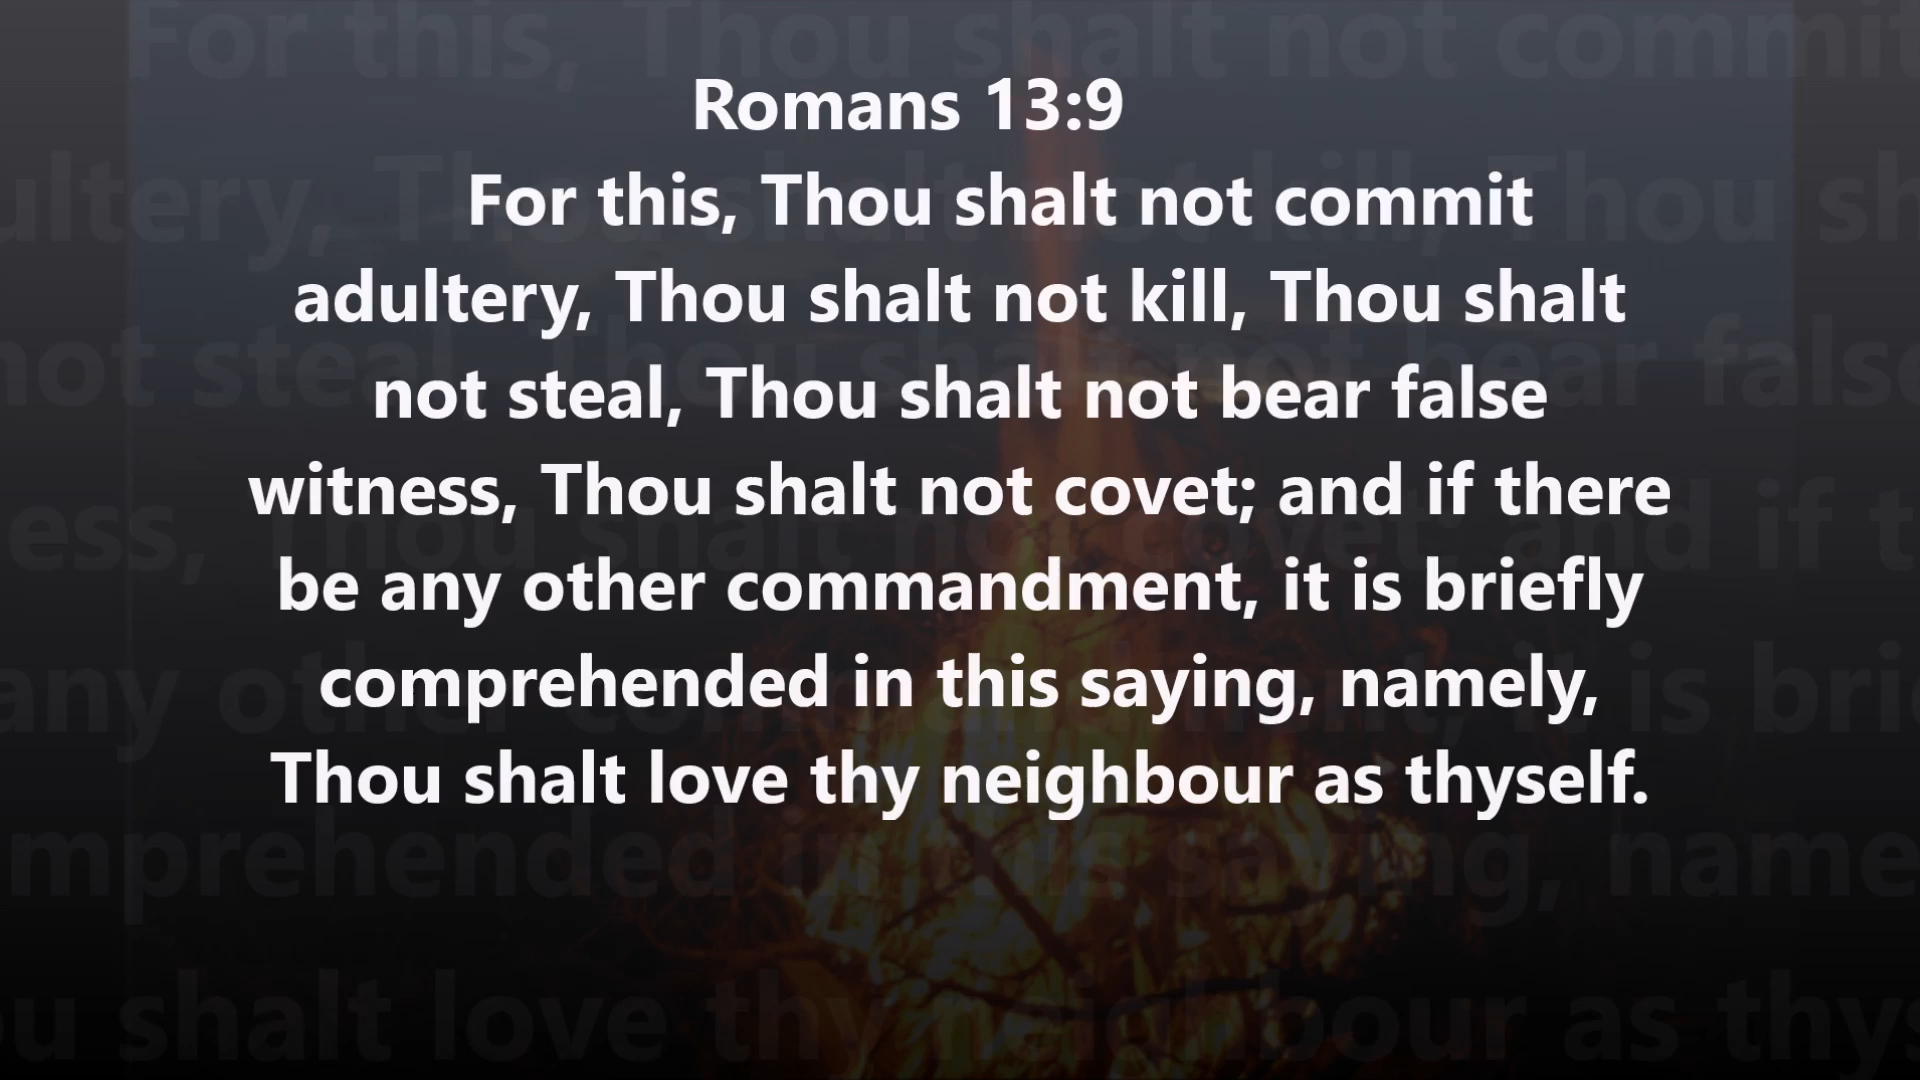 Romans 13:9
For this, Thou shalt not commit
adultery, Thou shalt not kill, Thou shalt
not steal, Thou shalt not bear false
witness, Thou shalt not covet; and if there
be any other commandment, it is briefly
comprehended in this saying, namely,
Thou shalt love thy neighbour as thyself.